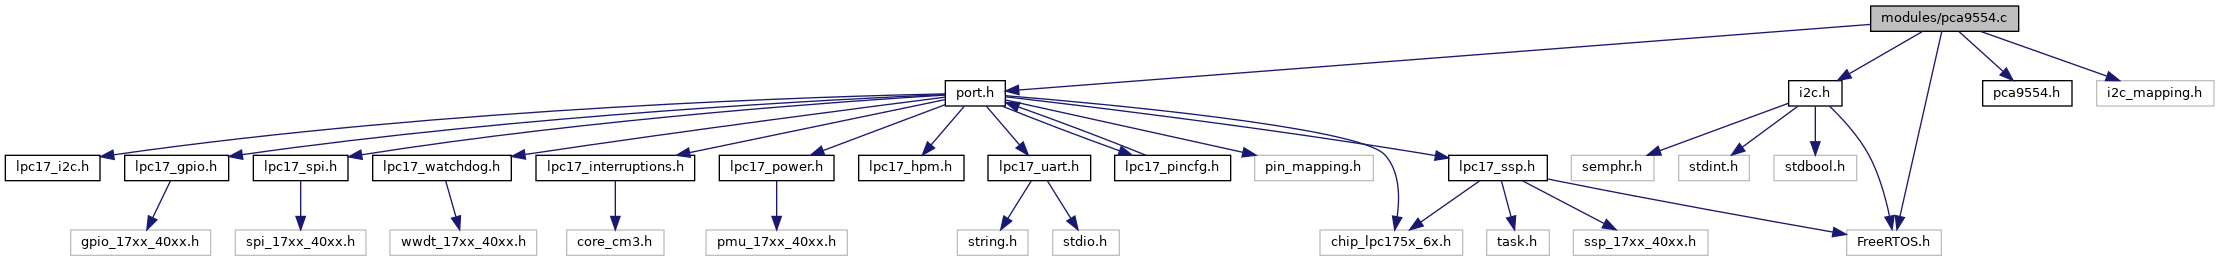 modules/pca9554.c
port.h
i2c.h
pca9554.h
i2c_mapping.h
lpc17_i2c.h
lpc17_gpio.h
lpc17_spi.h
lpc17_watchdog.h
lpc17_interruptions.h
lpc17_power.h
lpc17_hpm.h
lpc17_uart.h
lpc17_pincfg.h
pin_mapping.h
lpc17_ssp.h
semphr.h
stdint.h
stdbool.h
gpio_17xx_40xx.h
spi_17xx_40xx.h
wwdt_17xx_40xx.h
core_cm3.h
pmu_17xx_40xx.h
string.h
stdio.h
chip_lpc175x_6x.h
task.h
ssp_17xx_40xx.h
FreeRTOS.h